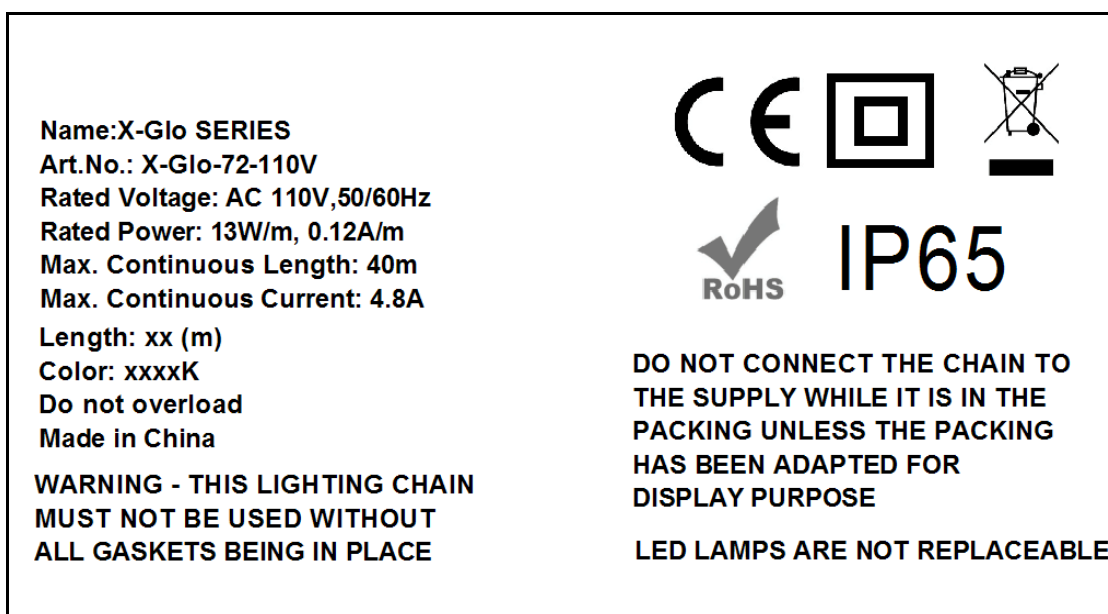 Name:X-Glo SERIES
Art.No.: X-Glo-72-110V
Rated Voltage: AC 110V,50/60Hz
Rated Power: 13W/m, 0.12A/m
Max. Continuous Length: 40m
Max. Continuous Current: 4.8A
Length: xx (m)
Color: xxxxK
Do not overload
Made in China
WARNING - THIS LIGHTING CHAIN
MUST NOT BE USED WITHOUT
ALL GASKETS BEING IN PLACE
CE
RoHS
IP65
DO NOT CONNECT THE CHAIN TO
THE SUPPLY WHILE IT IS IN THE
PACKING UNLESS THE PACKING
HAS BEEN ADAPTED FOR
DISPLAY PURPOSE
LED LAMPS ARE NOT REPLACEABLE